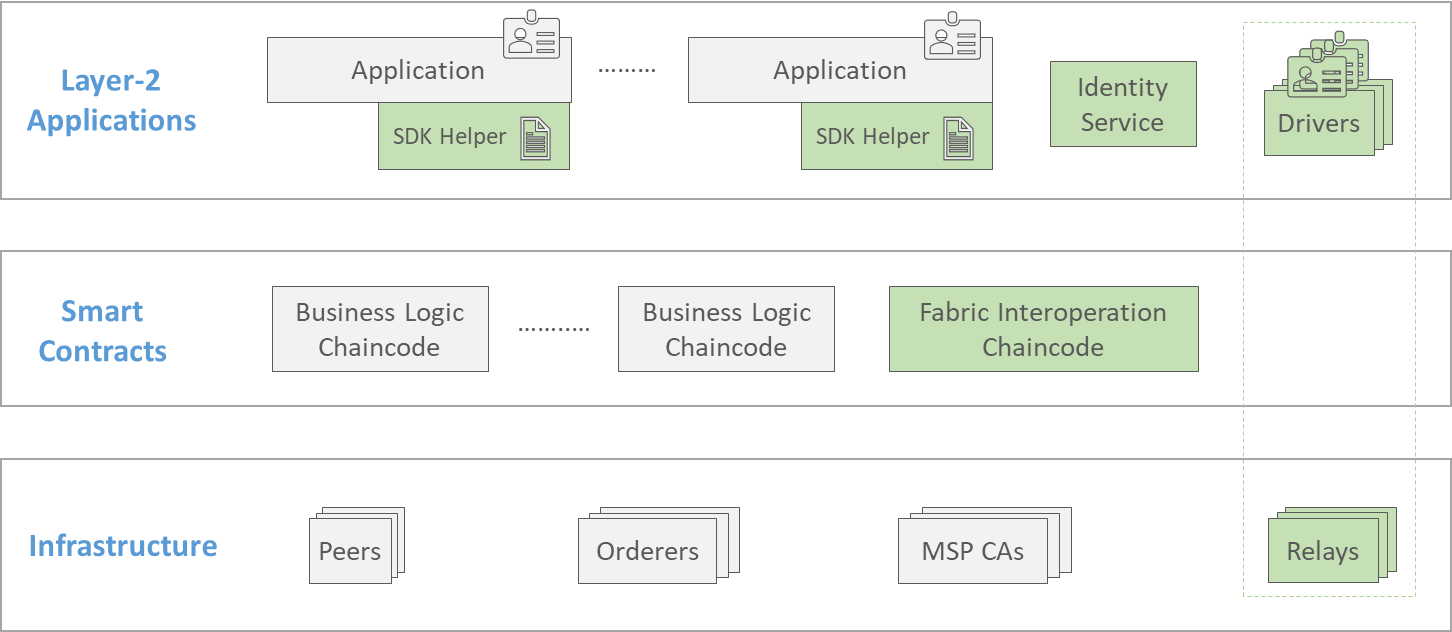 Layer-2
Applications
Application
SDK Helper
.........
Application
SDK Helper
Identity
Service
Drivers
Smart
Contracts
Business Logic
Chaincode
...........
Business Logic
Chaincode
Fabric Interoperation
Chaincode
Infrastructure
Peers
Orderers
MSP CAs
Relays